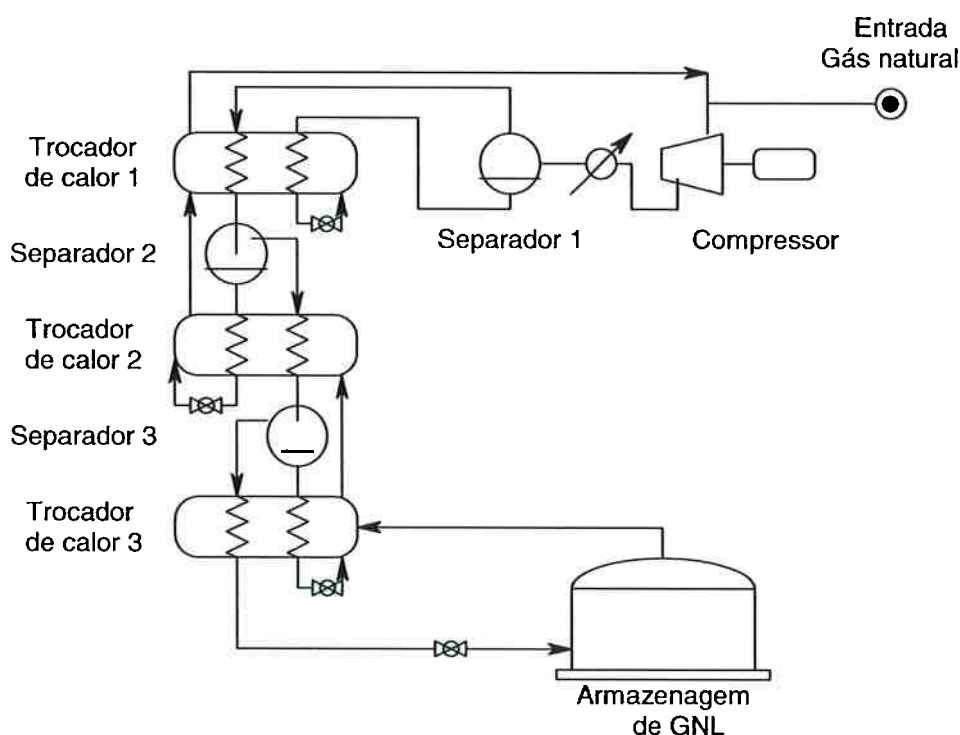 Entrada
Gás natural
Trocador
de calor 1
Separador 1
Compressor
Separador 2
Trocador
de calor 2
Separador 3
Trocador
de calor 3
Armazenagem
de GNL